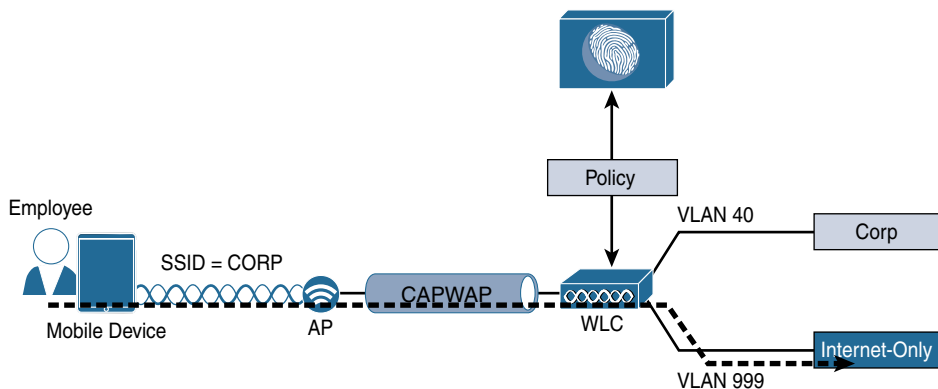 Policy
Employee
VLAN 40
Corp
SSID = CORP
CAPWAP
Mobile Device
AP
WLC
Internet-Only
VLAN 999